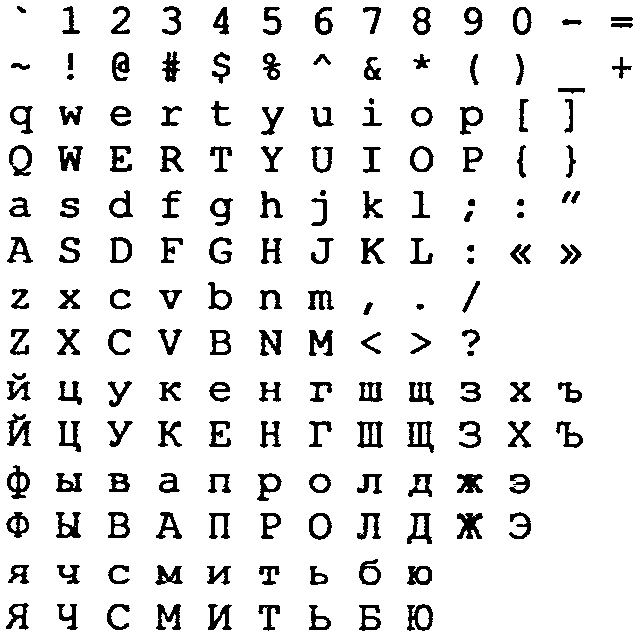 ` 1 2 3 4 5 6 7 8 9 0 - =
~ ! @ # $ % ^ & * ( ) _ +
q w e r t y u i o p [ ]
Q W E R T Y U I O P { }
a s d f g h j k l ; : "
A S D F G H J K L : « »
z x c v b n m , . /
Z X C V B N M < > ?
й ц у к е н г ш щ з х ъ
Й Ц У К Е Н Г Ш Щ З Х Ъ
ф ы в а п р о л д ж э
Ф Ы В А П Р О Л Д Ж Э
я ч с м и т ь б ю
Я Ч С М И Т Ь Б Ю